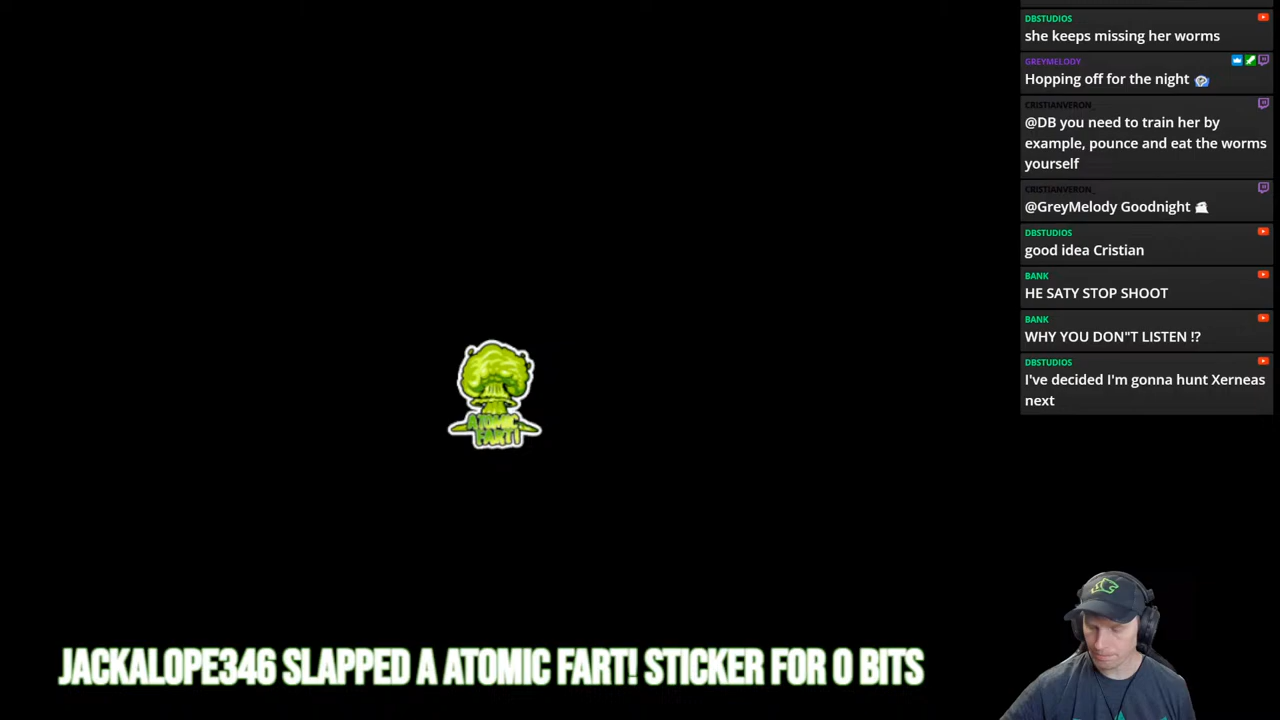 DBSTUDIOS
she keeps missing her worms
GREYMELODY
Hopping off for the night
CRISTIANVERON_
@DB you need to train her by
example, pounce and eat the worms
yourself
CRISTIANVERON_
@GreyMelody Goodnight
DBSTUDIOS
good idea Cristian
BANK
HE SATY STOP SHOOT
BANK
WHY YOU DON"T LISTEN !?
DBSTUDIOS
I've decided I'm gonna hunt Xerneas
next
ATOMIC
FART!
JACKALOPE346 SLAPPED A ATOMIC FART! STICKER FOR 0 BITS